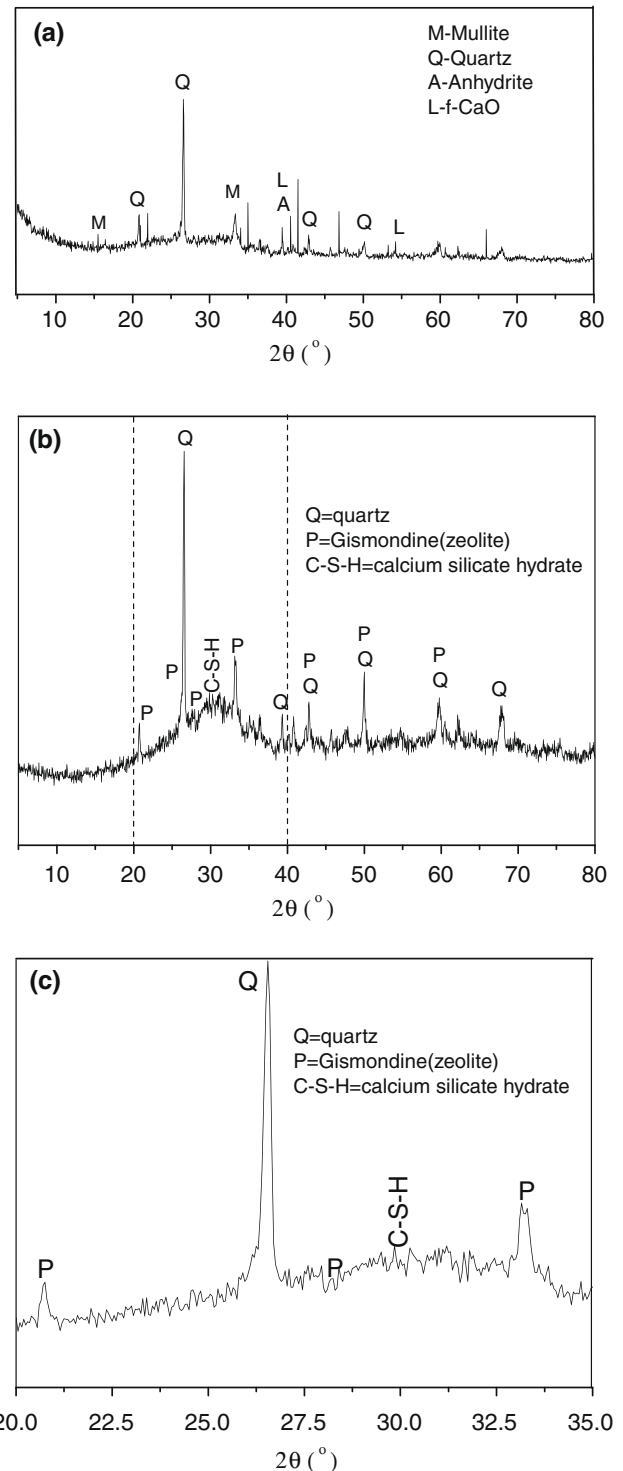 (a)
M-Mullite
Q-Quartz
A-Anhydrite
L-f-CaO
Q
M
Q
M
L
A
Q
Q
L
10 20 30 40 50 60 70 80
2θ (°)
(b)
Q
Q=quartz
P=Gismondine(zeolite)
C-S-H=calcium silicate hydrate
P
P
P
C-S-H
P
Q
P
Q
P
Q
P
Q
Q
10 20 30 40 50 60 70 80
2θ (°)
(c)
Q
Q=quartz
P=Gismondine(zeolite)
C-S-H=calcium silicate hydrate
P
P
C-S-H
P
20.0 22.5 25.0 27.5 30.0 32.5 35.0
2θ (°)